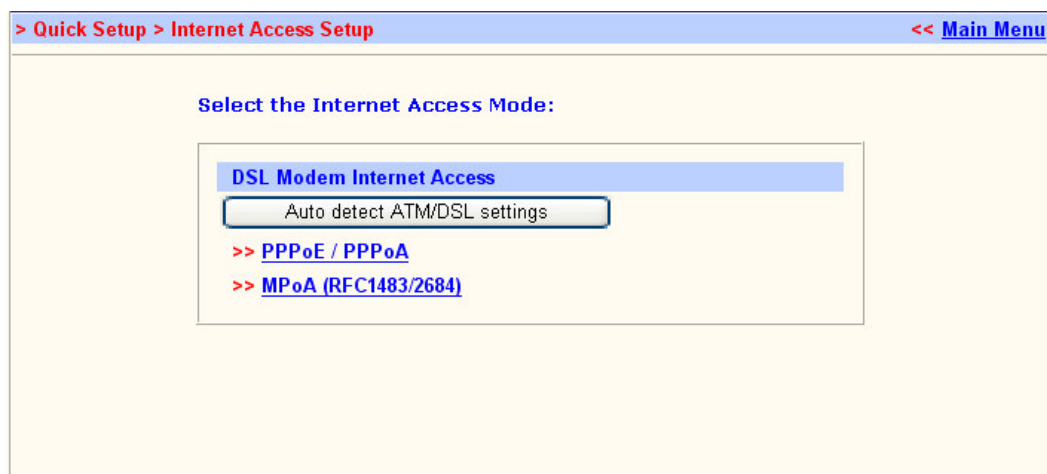 > Quick Setup > Internet Access Setup << Main Menu
Select the Internet Access Mode:
DSL Modem Internet Access
Auto detect ATM/DSL settings
>> PPPoE / PPPoA
>> MPoA (RFC1483/2684)